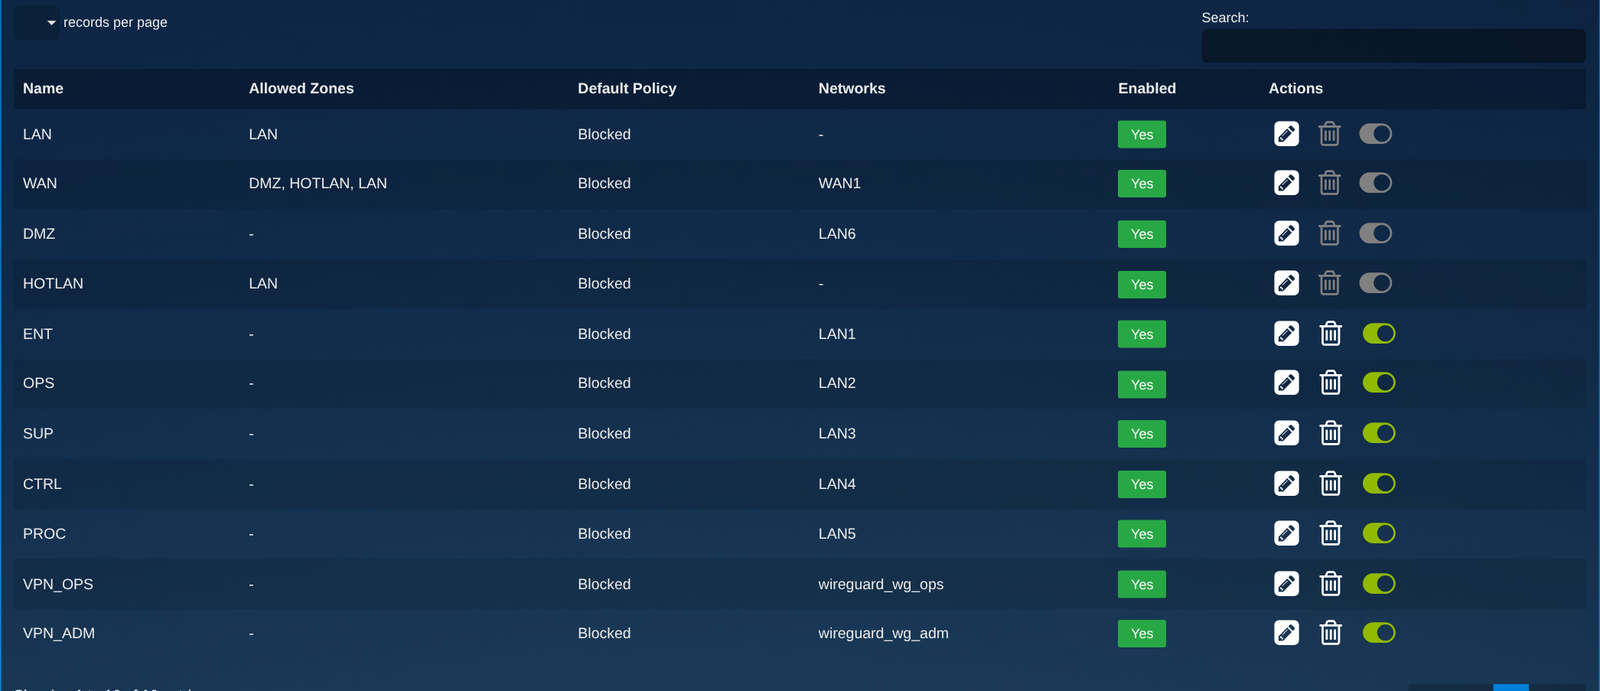 records per page
Search:
Name Allowed Zones Default Policy Networks Enabled Actions
LAN LAN Blocked - Yes
WAN DMZ, HOTLAN, LAN Blocked WAN1 Yes
DMZ - Blocked LAN6 Yes
HOTLAN LAN Blocked - Yes
ENT - Blocked LAN1 Yes
OPS - Blocked LAN2 Yes
SUP - Blocked LAN3 Yes
CTRL - Blocked LAN4 Yes
PROC - Blocked LAN5 Yes
VPN_OPS - Blocked wireguard_wg_ops Yes
VPN_ADM - Blocked wireguard_wg_adm Yes